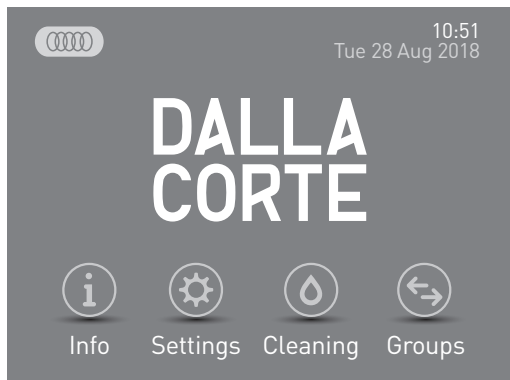 10:51
Tue 28 Aug 2018
DALLA
CORTE
Info
Settings
Cleaning
Groups